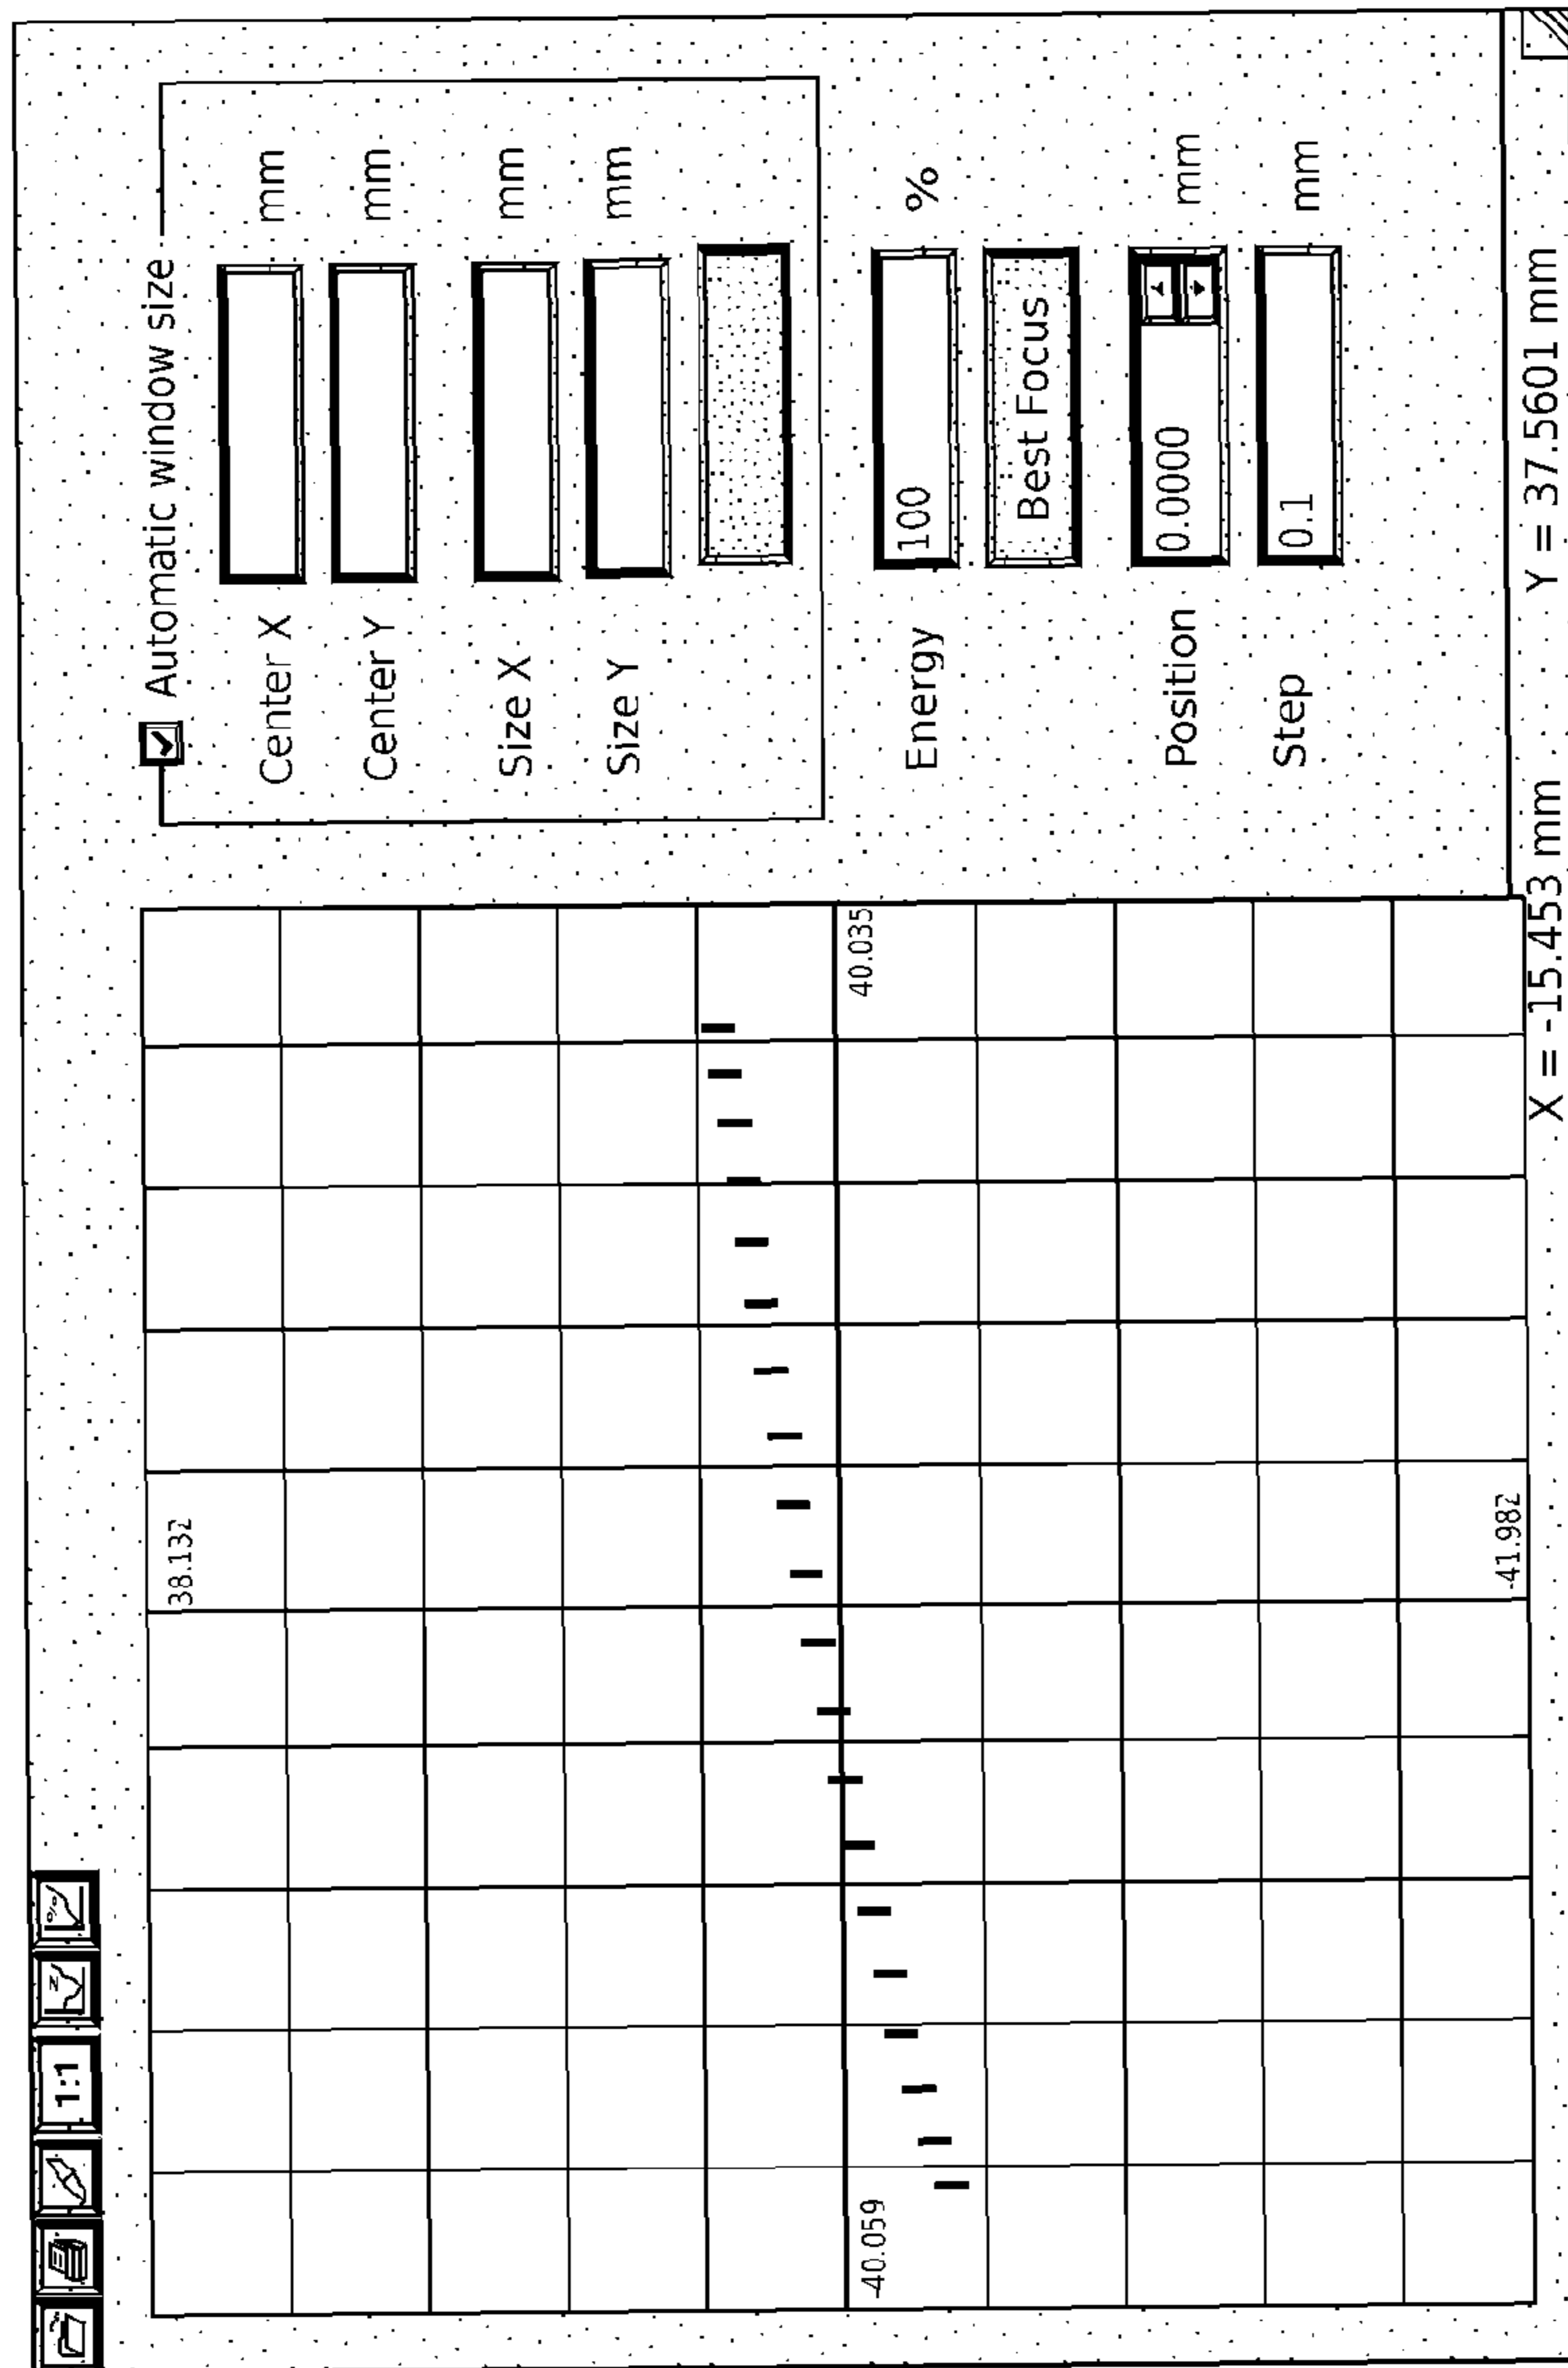 1:1
Z
%
38.132
-40.059
40.035
-41.982
Automatic window size
Center X mm
Center Y mm
Size X mm
Size Y mm
Energy 100 %
Best Focus
Position 0.0000 mm
Step 0.1 mm
X = -15.453 mm Y = 37.5601 mm